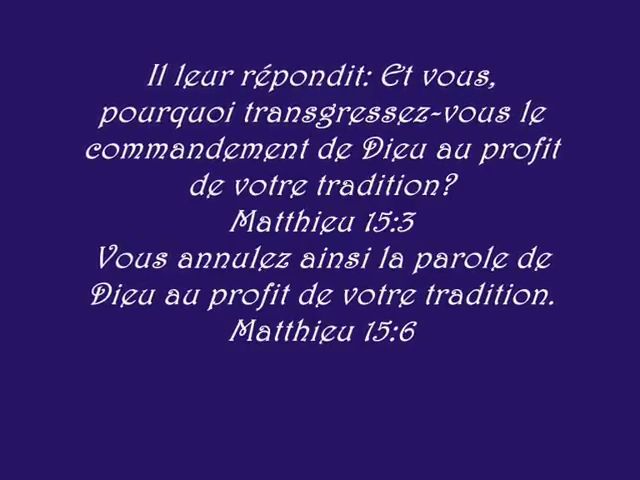 Il leur répondit: Et vous,
pourquoi transgressez-vous le
commandement de Dieu au profit
de votre tradition?
Matthieu 15:3
Vous annulez ainsi la parole de
Dieu au profit de votre tradition.
Matthieu 15:6